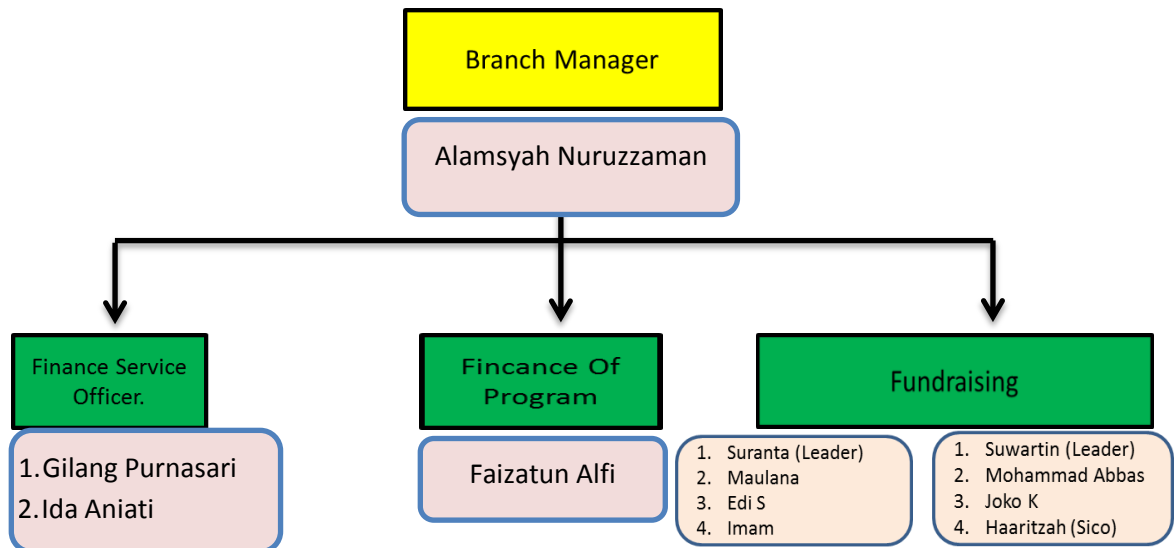 Branch Manager
Alamsyah Nuruzzaman
Finance Service
Officer.
1.Gilang Purnasari
2.Ida Aniati
Fincance Of
Program
Faizatun Alfi
Fundraising
1. Suranta (Leader)
2. Maulana
3. Edi S
4. Imam
1. Suwartin (Leader)
2. Mohammad Abbas
3. Joko K
4. Haaritzah (Sico)